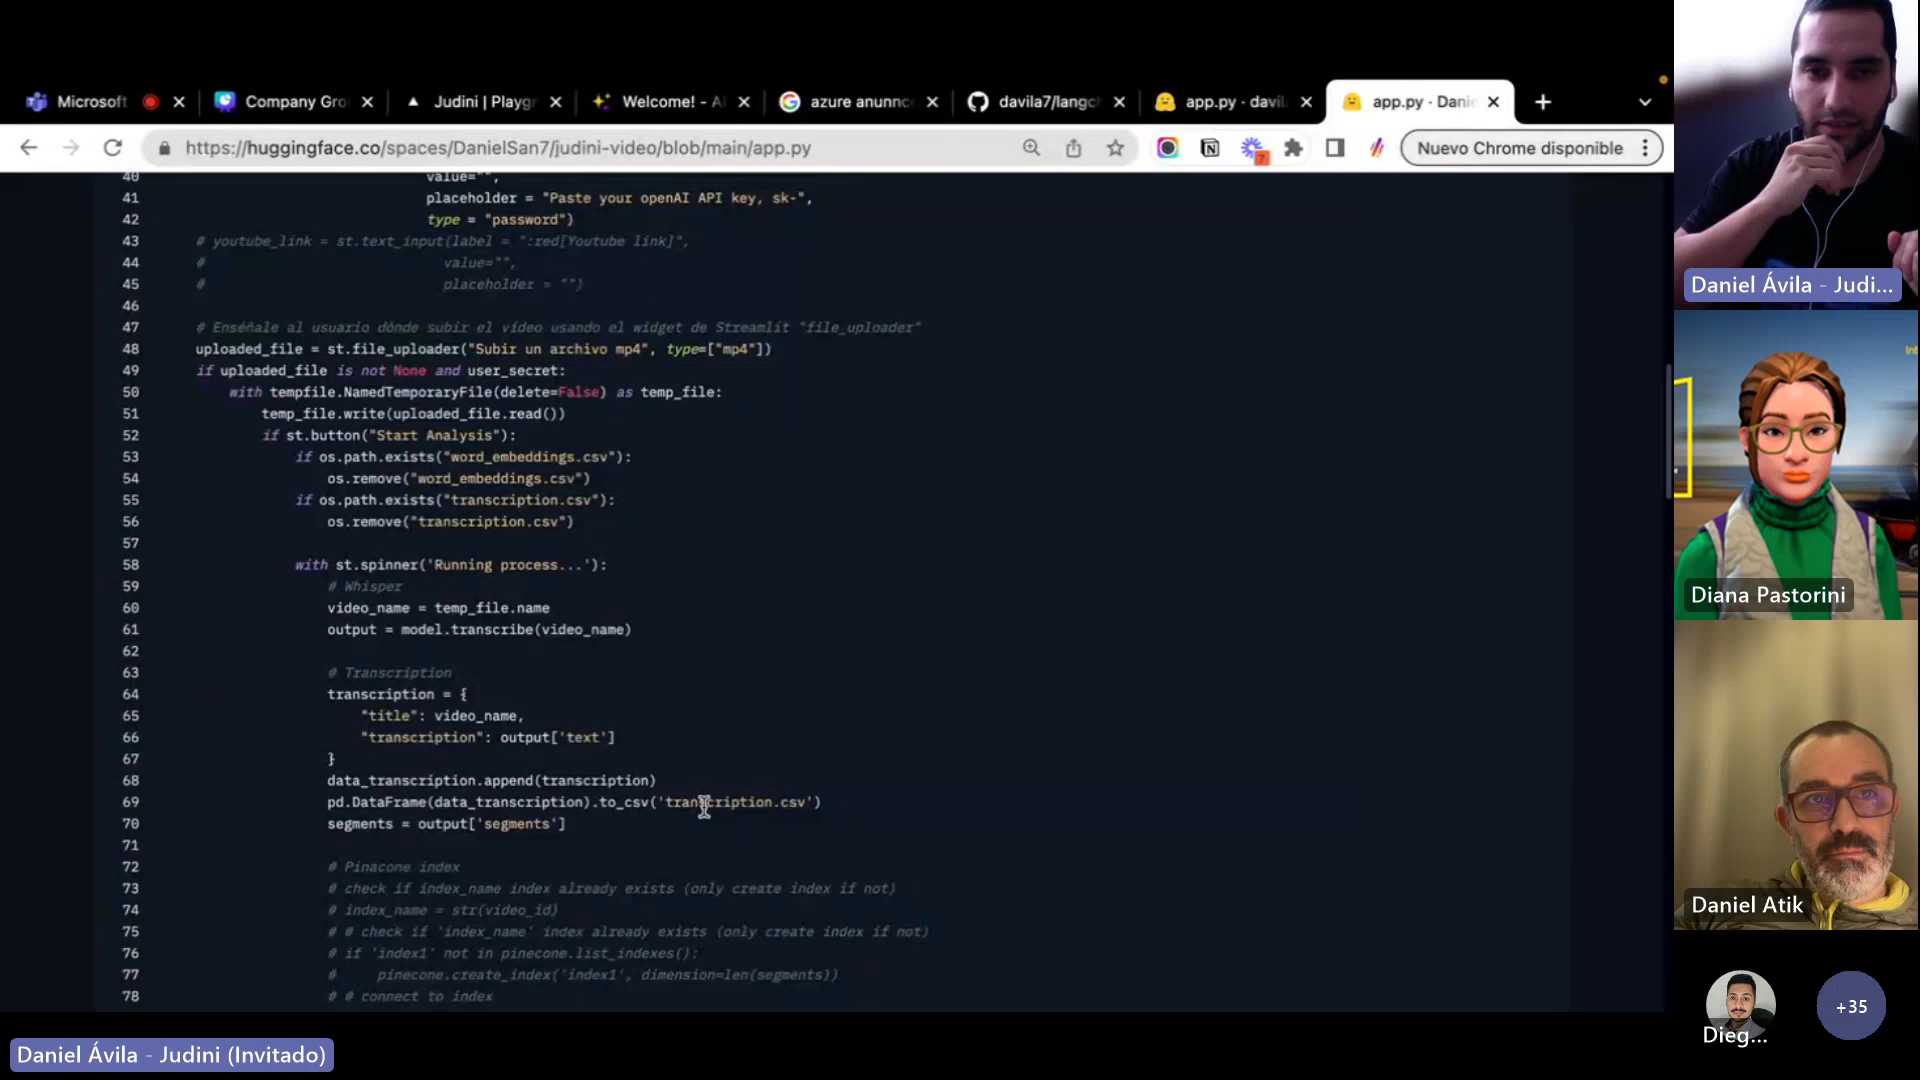 Microsoft
Company Gro
Judini | Playgr
Welcome! - A
azure anunnc
davila7/langch
app.py · davil
app.py · Danie
https://huggingface.co/spaces/DanielSan7/judini-video/blob/main/app.py
7
Nuevo Chrome disponible
40 value="",
41 placeholder = "Paste your openAI API key, sk-",
42 type = "password")
43 # youtube_link = st.text_input(label = ":red[Youtube link]",
44 # value="",
45 # placeholder = "")
46
47 # Enséñale al usuario dónde subir el vídeo usando el widget de Streamlit "file_uploader"
48 uploaded_file = st.file_uploader("Subir un archivo mp4", type=["mp4"])
49 if uploaded_file is not None and user_secret:
50 with tempfile.NamedTemporaryFile(delete=False) as temp_file:
51 temp_file.write(uploaded_file.read())
52 if st.button("Start Analysis"):
53 if os.path.exists("word_embeddings.csv"):
54 os.remove("word_embeddings.csv")
55 if os.path.exists("transcription.csv"):
56 os.remove("transcription.csv")
57
58 with st.spinner('Running process...'):
59 # Whisper
60 video_name = temp_file.name
61 output = model.transcribe(video_name)
62
63 # Transcription
64 transcription = {
65 "title": video_name,
66 "transcription": output['text']
67 }
68 data_transcription.append(transcription)
69 pd.DataFrame(data_transcription).to_csv('transcription.csv')
70 segments = output['segments']
71
72 # Pinacone index
73 # check if index_name index already exists (only create index if not)
74 # index_name = str(video_id)
75 # # check if 'index_name' index already exists (only create index if not)
76 # if 'index1' not in pinecone.list_indexes():
77 # pinecone.create_index('index1', dimension=len(segments))
78 # # connect to index
Daniel Ávila - Judi...
Diana Pastorini
Daniel Atik
Dieg...
+35
Daniel Ávila - Judini (Invitado)